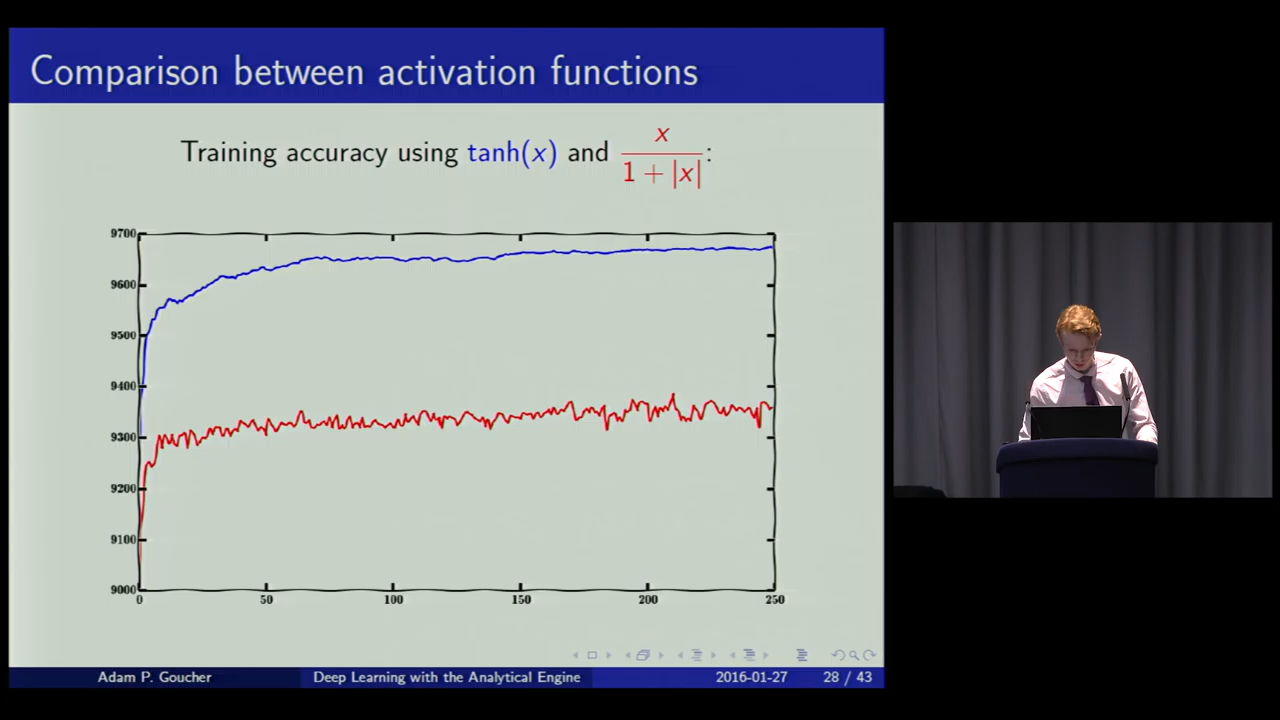 Comparison between activation functions
Training accuracy using tanh(x) and x / 1 + |x| :
9700
9600
9500
9400
9300
9200
9100
9000
0 50 100 150 200 250
Adam P. Goucher Deep Learning with the Analytical Engine 2016-01-27 28 / 43